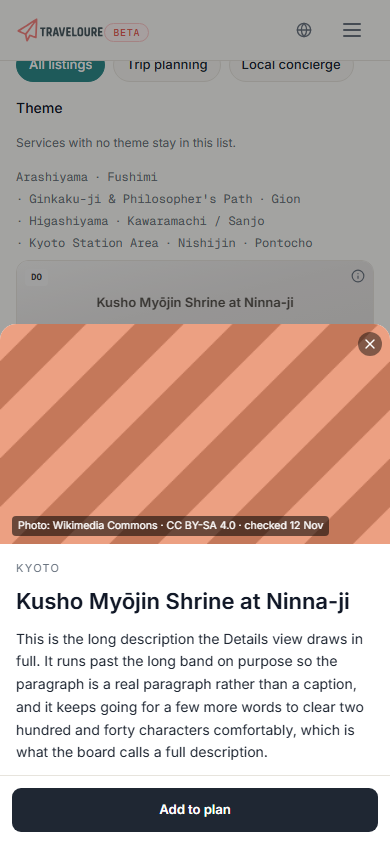 TRAVELOURE BETA
All listings Trip planning Local concierge
Theme
Services with no theme stay in this list.
Arashiyama · Fushimi
· Ginkaku-ji & Philosopher's Path · Gion
· Higashiyama · Kawaramachi / Sanjo
· Kyoto Station Area · Nishijin · Pontocho
DO
Kusho Myōjin Shrine at Ninna-ji
Photo: Wikimedia Commons · CC BY-SA 4.0 · checked 12 Nov
KYOTO
Kusho Myōjin Shrine at Ninna-ji
This is the long description the Details view draws in
full. It runs past the long band on purpose so the
paragraph is a real paragraph rather than a caption,
and it keeps going for a few more words to clear two
hundred and forty characters comfortably, which is
what the board calls a full description.
Add to plan